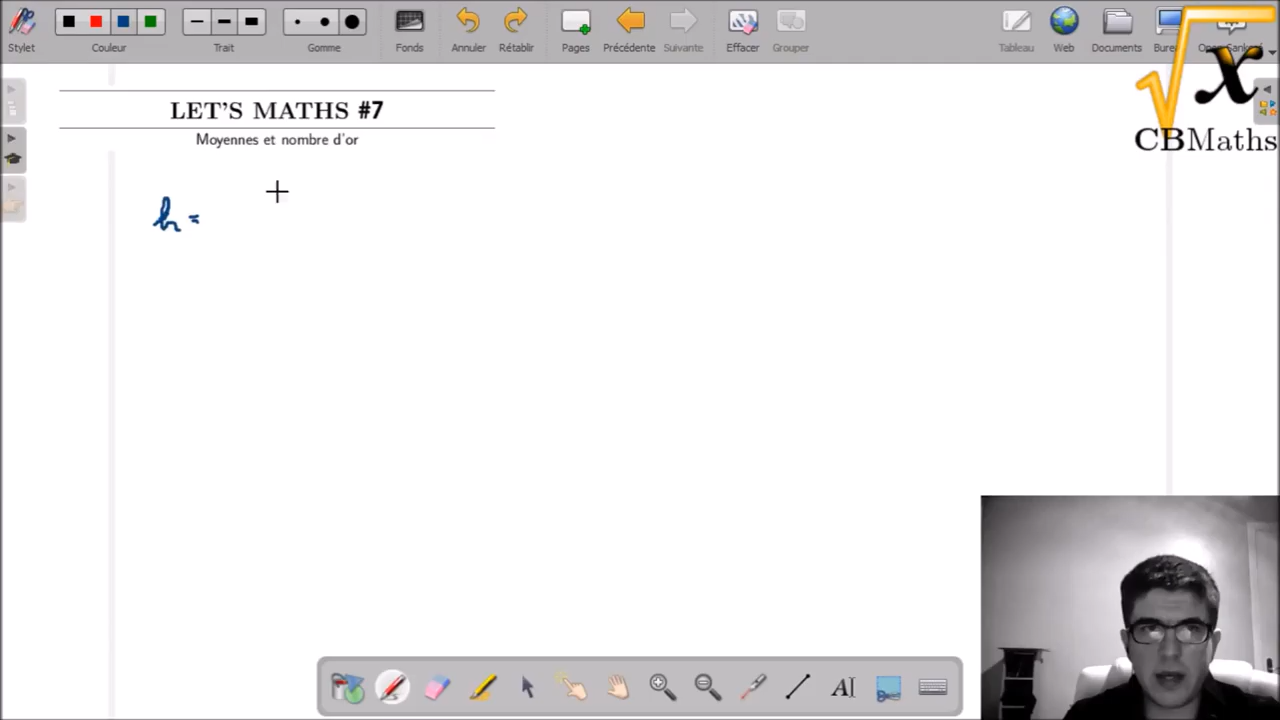 Stylet Couleur Trait Gomme Fonds Annuler Rétablir Pages Précédente Suivante Effacer Grouper Tableau Web Documents
LET'S MATHS #7
Moyennes et nombre d'or
h =
√x
CBMaths
AI